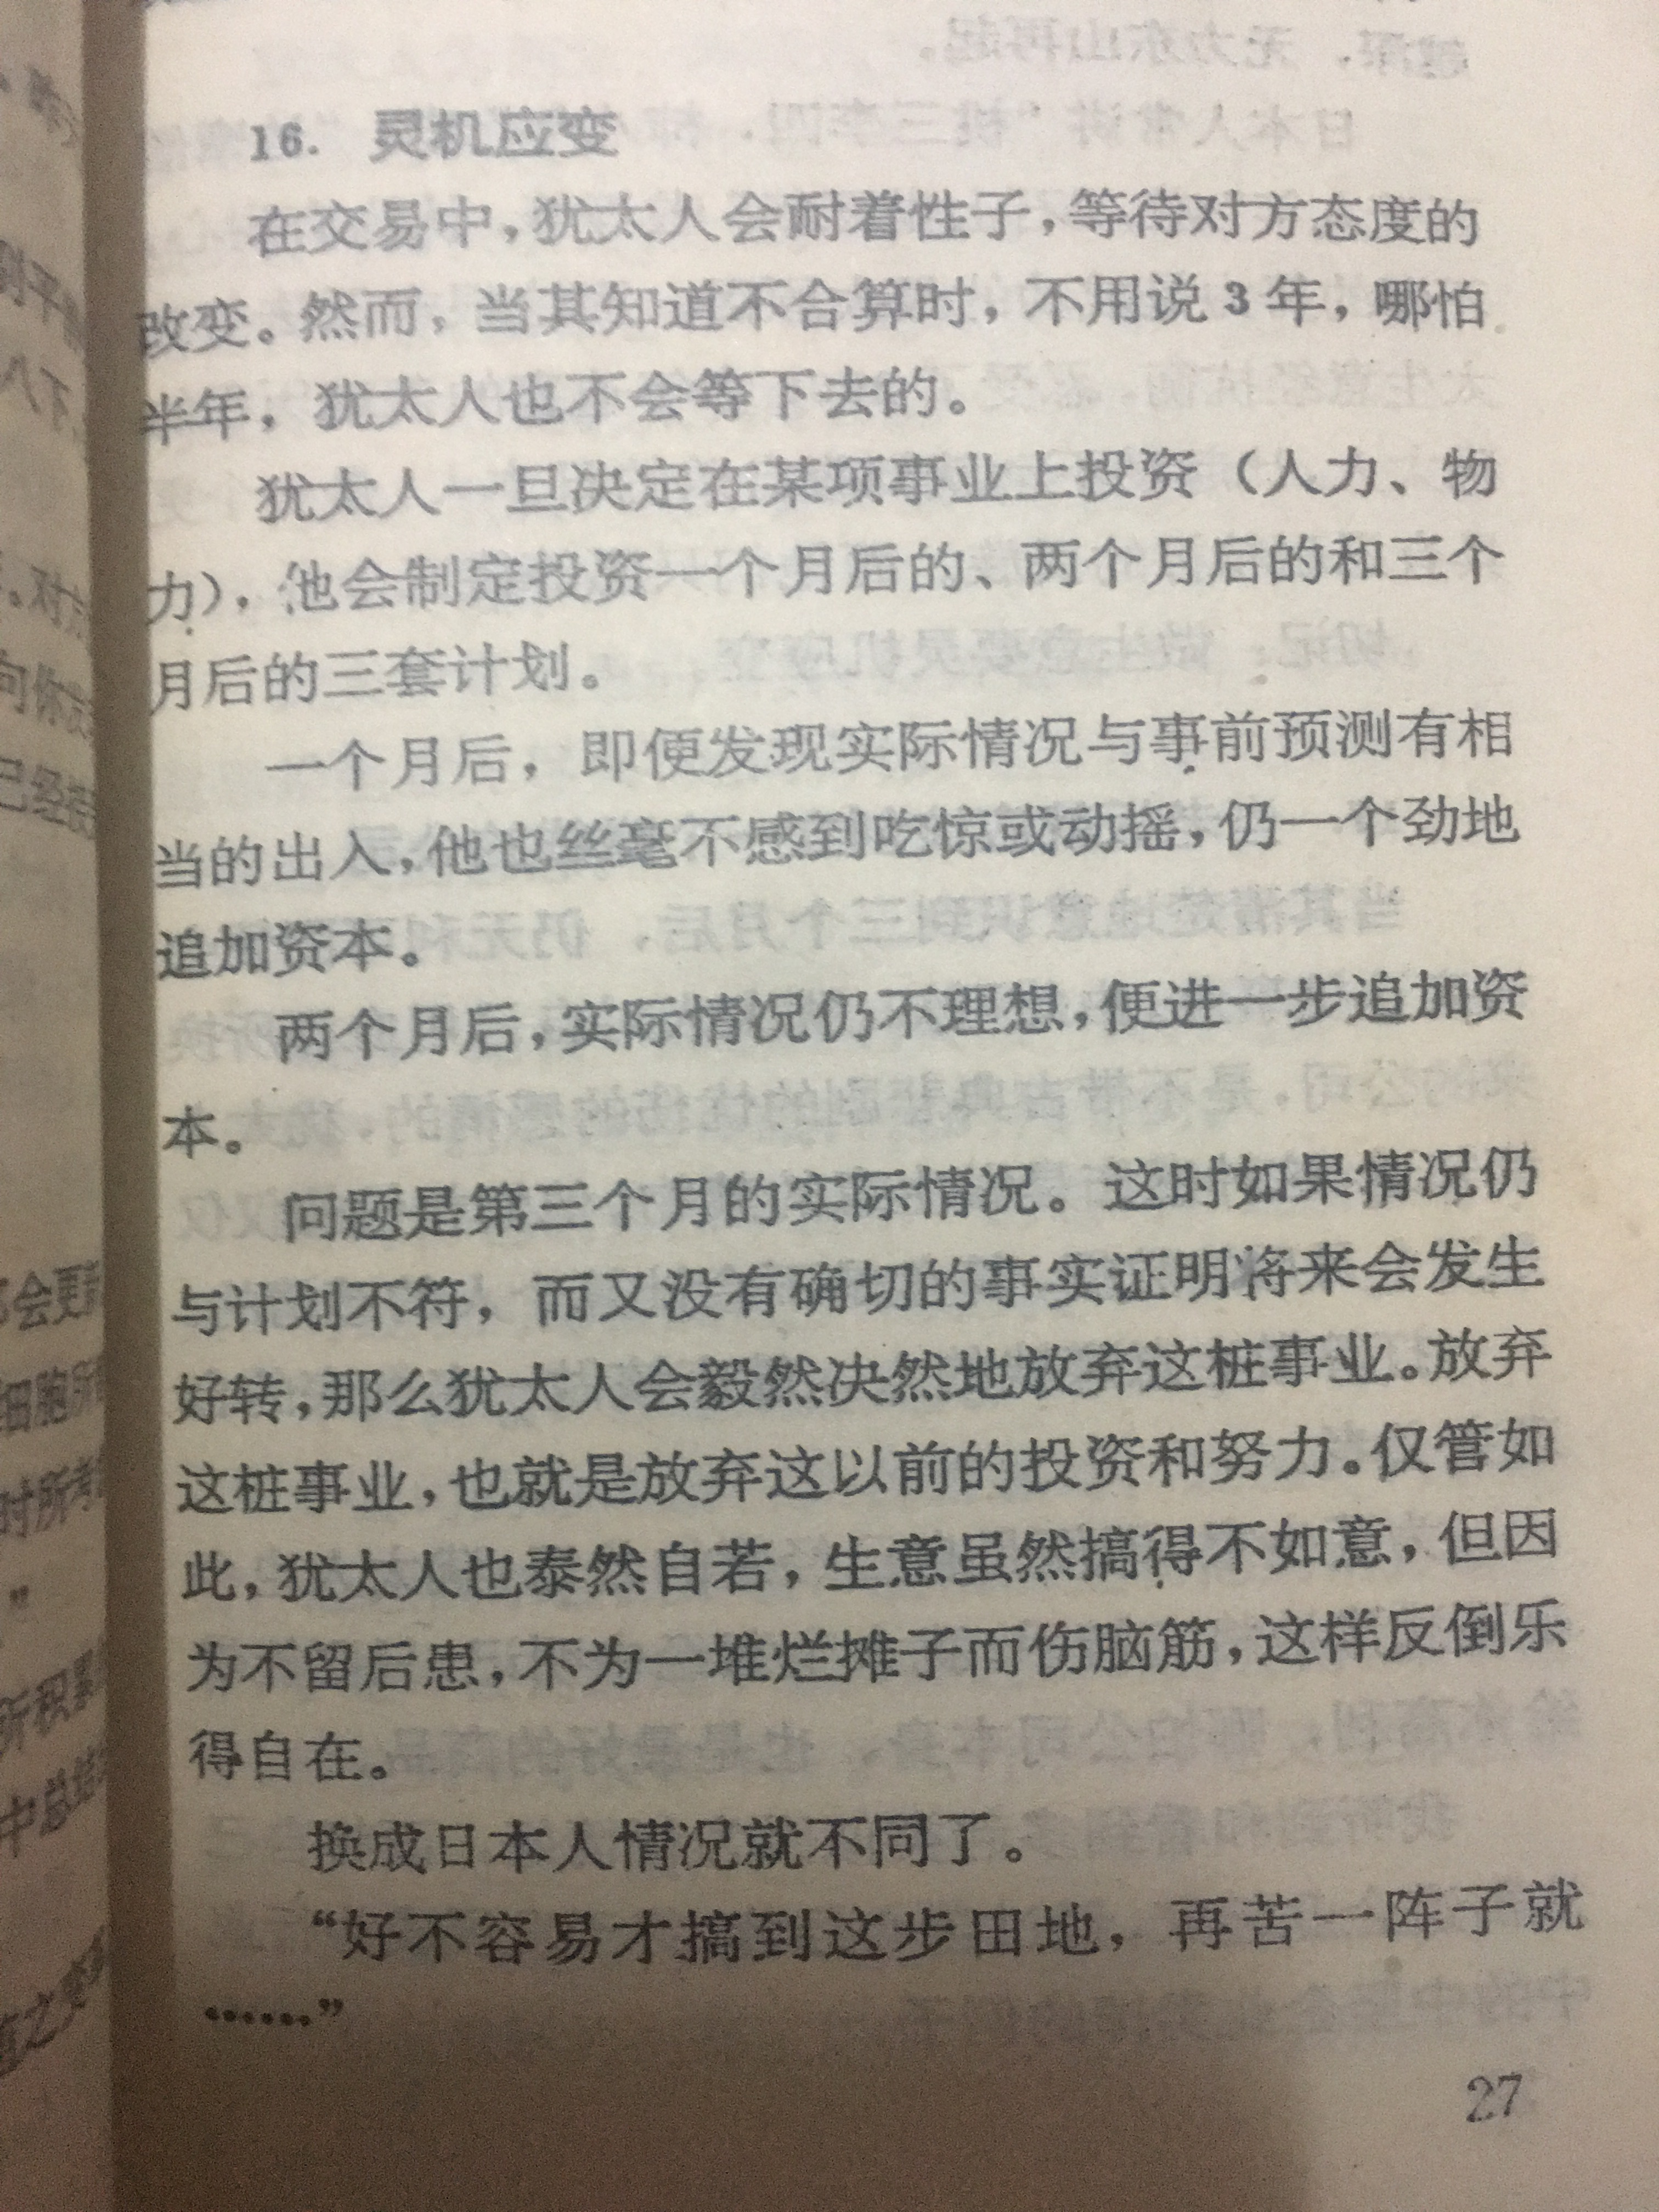 16. 灵机应变
在交易中，犹太人会耐着性子，等待对方态度的
改变。然而，当其知道不合算时，不用说3年，哪怕
半年，犹太人也不会等下去的。
犹太人一旦决定在某项事业上投资（人力、物
力），他会制定投资一个月后的、两个月后的和三个
月后的三套计划。
一个月后，即便发现实际情况与事前预测有相
当的出入，他也丝毫不感到吃惊或动摇，仍一个劲地
追加资本。
两个月后，实际情况仍不理想，便进一步追加资
本。
问题是第三个月的实际情况。这时如果情况仍
与计划不符，而又没有确切的事实证明将来会发生
好转，那么犹太人会毅然决然地放弃这桩事业。放弃
这桩事业，也就是放弃这以前的投资和努力。仅管如
此，犹太人也泰然自若，生意虽然搞得不如意，但因
为不留后患，不为一堆烂摊子而伤脑筋，这样反倒乐
得自在。
换成日本人情况就不同了。
“好不容易才搞到这步田地，再苦一阵子就
……”
27